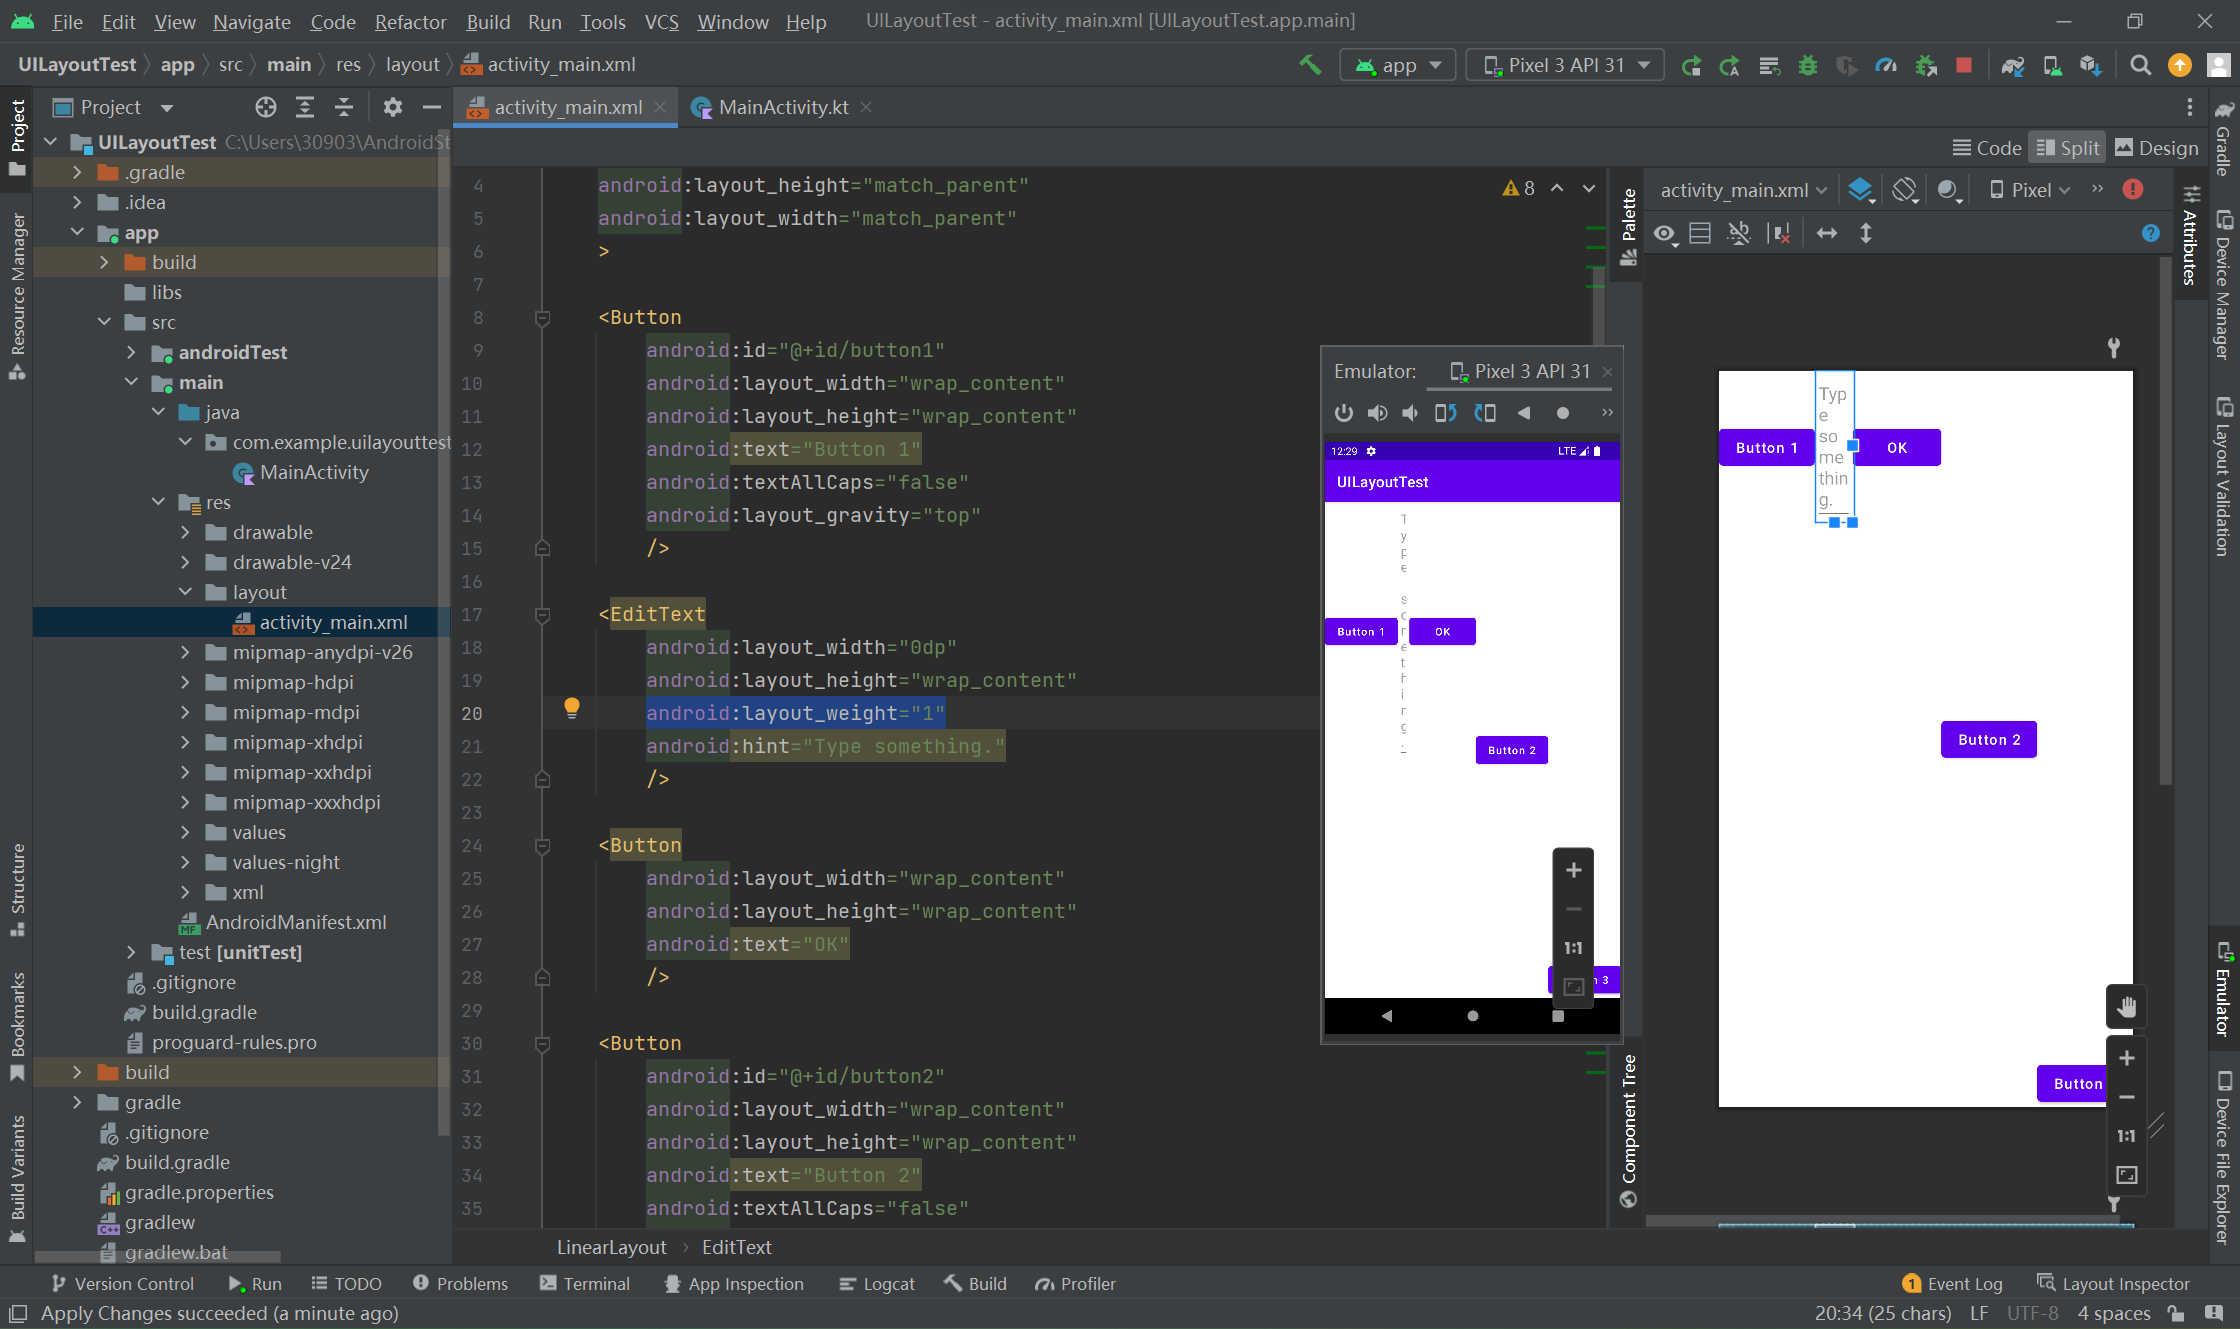 File Edit View Navigate Code Refactor Build Run Tools VCS Window Help UILayoutTest - activity_main.xml [UILayoutTest.app.main]
UILayoutTest app src main res layout activity_main.xml app Pixel 3 API 31
Project activity_main.xml MainActivity.kt
Code Split Design
Project
Resource Manager
Structure
Bookmarks
Build Variants
UILayoutTest C:\Users\30903\AndroidSt
.gradle
.idea
app
build
libs
src
androidTest
main
java
com.example.uilayouttest
MainActivity
res
drawable
drawable-v24
layout
activity_main.xml
mipmap-anydpi-v26
mipmap-hdpi
mipmap-mdpi
mipmap-xhdpi
mipmap-xxhdpi
mipmap-xxxhdpi
values
values-night
xml
AndroidManifest.xml
test [unitTest]
.gitignore
build.gradle
proguard-rules.pro
build
gradle
.gitignore
build.gradle
gradle.properties
gradlew
gradlew.bat
4 android:layout_height="match_parent"
5 android:layout_width="match_parent"
6 >
7
8 <Button
9 android:id="@+id/button1"
10 android:layout_width="wrap_content"
11 android:layout_height="wrap_content"
12 android:text="Button 1"
13 android:textAllCaps="false"
14 android:layout_gravity="top"
15 />
16
17 <EditText
18 android:layout_width="0dp"
19 android:layout_height="wrap_content"
20 android:layout_weight="1"
21 android:hint="Type something."
22 />
23
24 <Button
25 android:layout_width="wrap_content"
26 android:layout_height="wrap_content"
27 android:text="OK"
28 />
29
30 <Button
31 android:id="@+id/button2"
32 android:layout_width="wrap_content"
33 android:layout_height="wrap_content"
34 android:text="Button 2"
35 android:textAllCaps="false"
8
LinearLayout EditText
Emulator: Pixel 3 API 31
12:29 LTE
UILayoutTest
T
y
p
e
s
o
m
e
t
h
i
n
g
.
Button 1 OK
Button 2
n 3
1:1
Palette
Component Tree
activity_main.xml Pixel
Typ
e
so
me
thin
g.
Button 1 OK
Button 2
Button
1:1
Attributes
Gradle
Device Manager
Layout Validation
Emulator
Device File Explorer
Version Control Run TODO Problems Terminal App Inspection Logcat Build Profiler 1 Event Log Layout Inspector
Apply Changes succeeded (a minute ago) 20:34 (25 chars) LF UTF-8 4 spaces